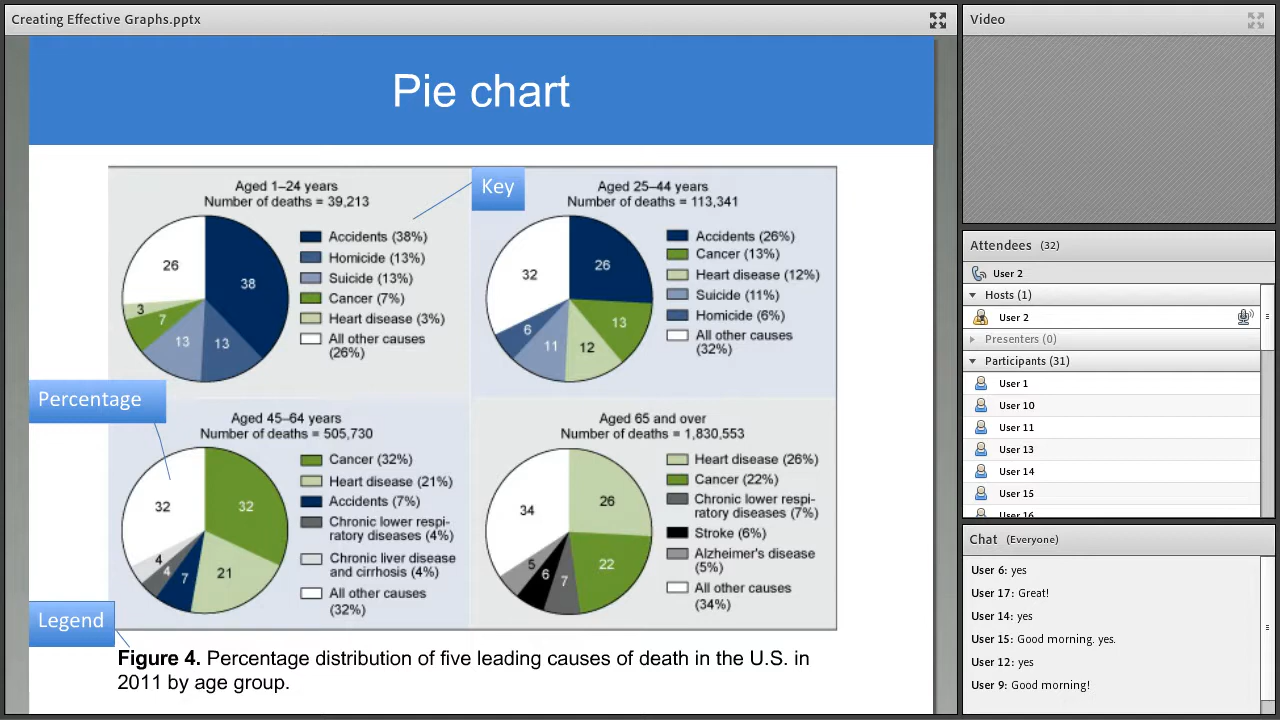 Creating Effective Graphs.pptx
Pie chart
Key
Aged 1–24 years
Number of deaths = 39,213
26
38
3
7
13
13
Accidents (38%)
Homicide (13%)
Suicide (13%)
Cancer (7%)
Heart disease (3%)
All other causes
(26%)
Aged 25–44 years
Number of deaths = 113,341
32
26
6
11
12
13
Accidents (26%)
Cancer (13%)
Heart disease (12%)
Suicide (11%)
Homicide (6%)
All other causes
(32%)
Percentage
Aged 45–64 years
Number of deaths = 505,730
32
32
4
4
7
21
Cancer (32%)
Heart disease (21%)
Accidents (7%)
Chronic lower respi-
ratory diseases (4%)
Chronic liver disease
and cirrhosis (4%)
All other causes
(32%)
Aged 65 and over
Number of deaths = 1,830,553
34
26
5
6
7
22
Heart disease (26%)
Cancer (22%)
Chronic lower respi-
ratory diseases (7%)
Stroke (6%)
Alzheimer's disease
(5%)
All other causes
(34%)
Legend
Figure 4. Percentage distribution of five leading causes of death in the U.S. in
2011 by age group.
Video
Attendees (32)
User 2
Hosts (1)
User 2
Presenters (0)
Participants (31)
User 1
User 10
User 11
User 13
User 14
User 15
User 16
Chat (Everyone)
User 6: yes
User 17: Great!
User 14: yes
User 15: Good morning. yes.
User 12: yes
User 9: Good morning!